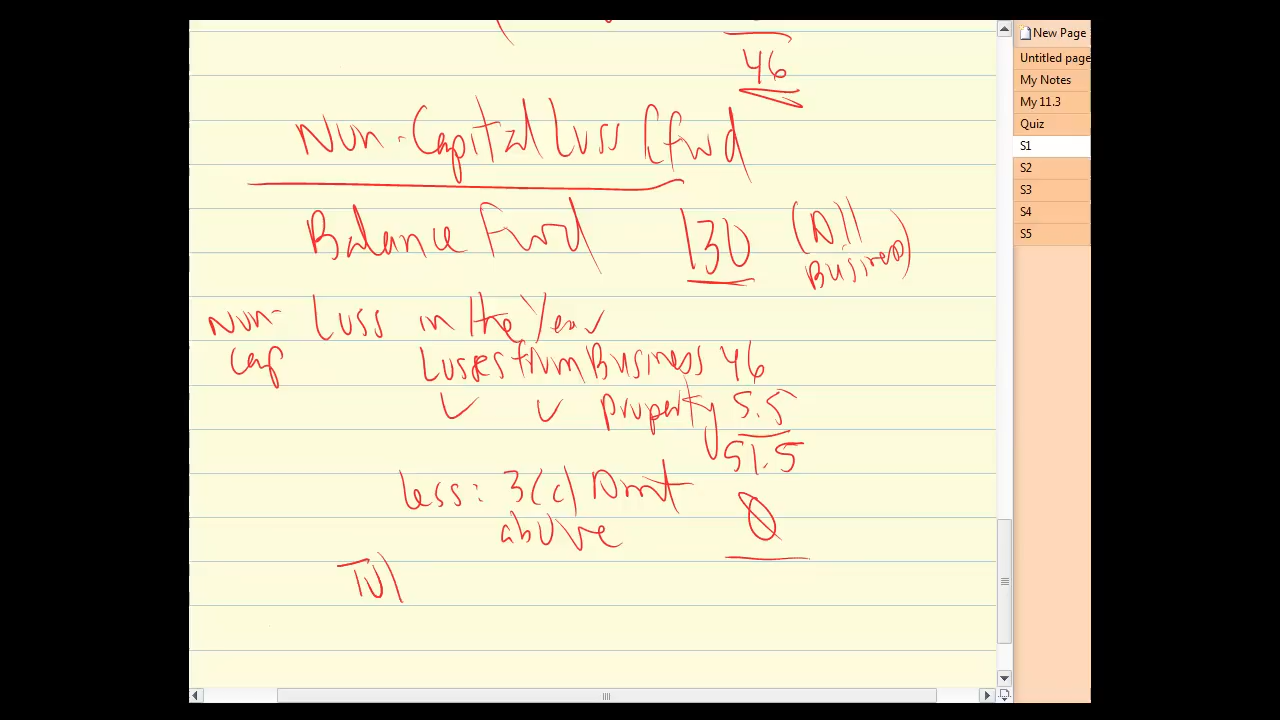 46
Non-Capital Loss Cfwd
Balance Fwd 130 (All Business)
Non-Cap Loss in the Year
Losses from Business 46
✓ ✓ Property 5.5
51.5
less: 3(c) Amt above 0
Tot
New Page
Untitled page
My Notes
My 11.3
Quiz
S1
S2
S3
S4
S5